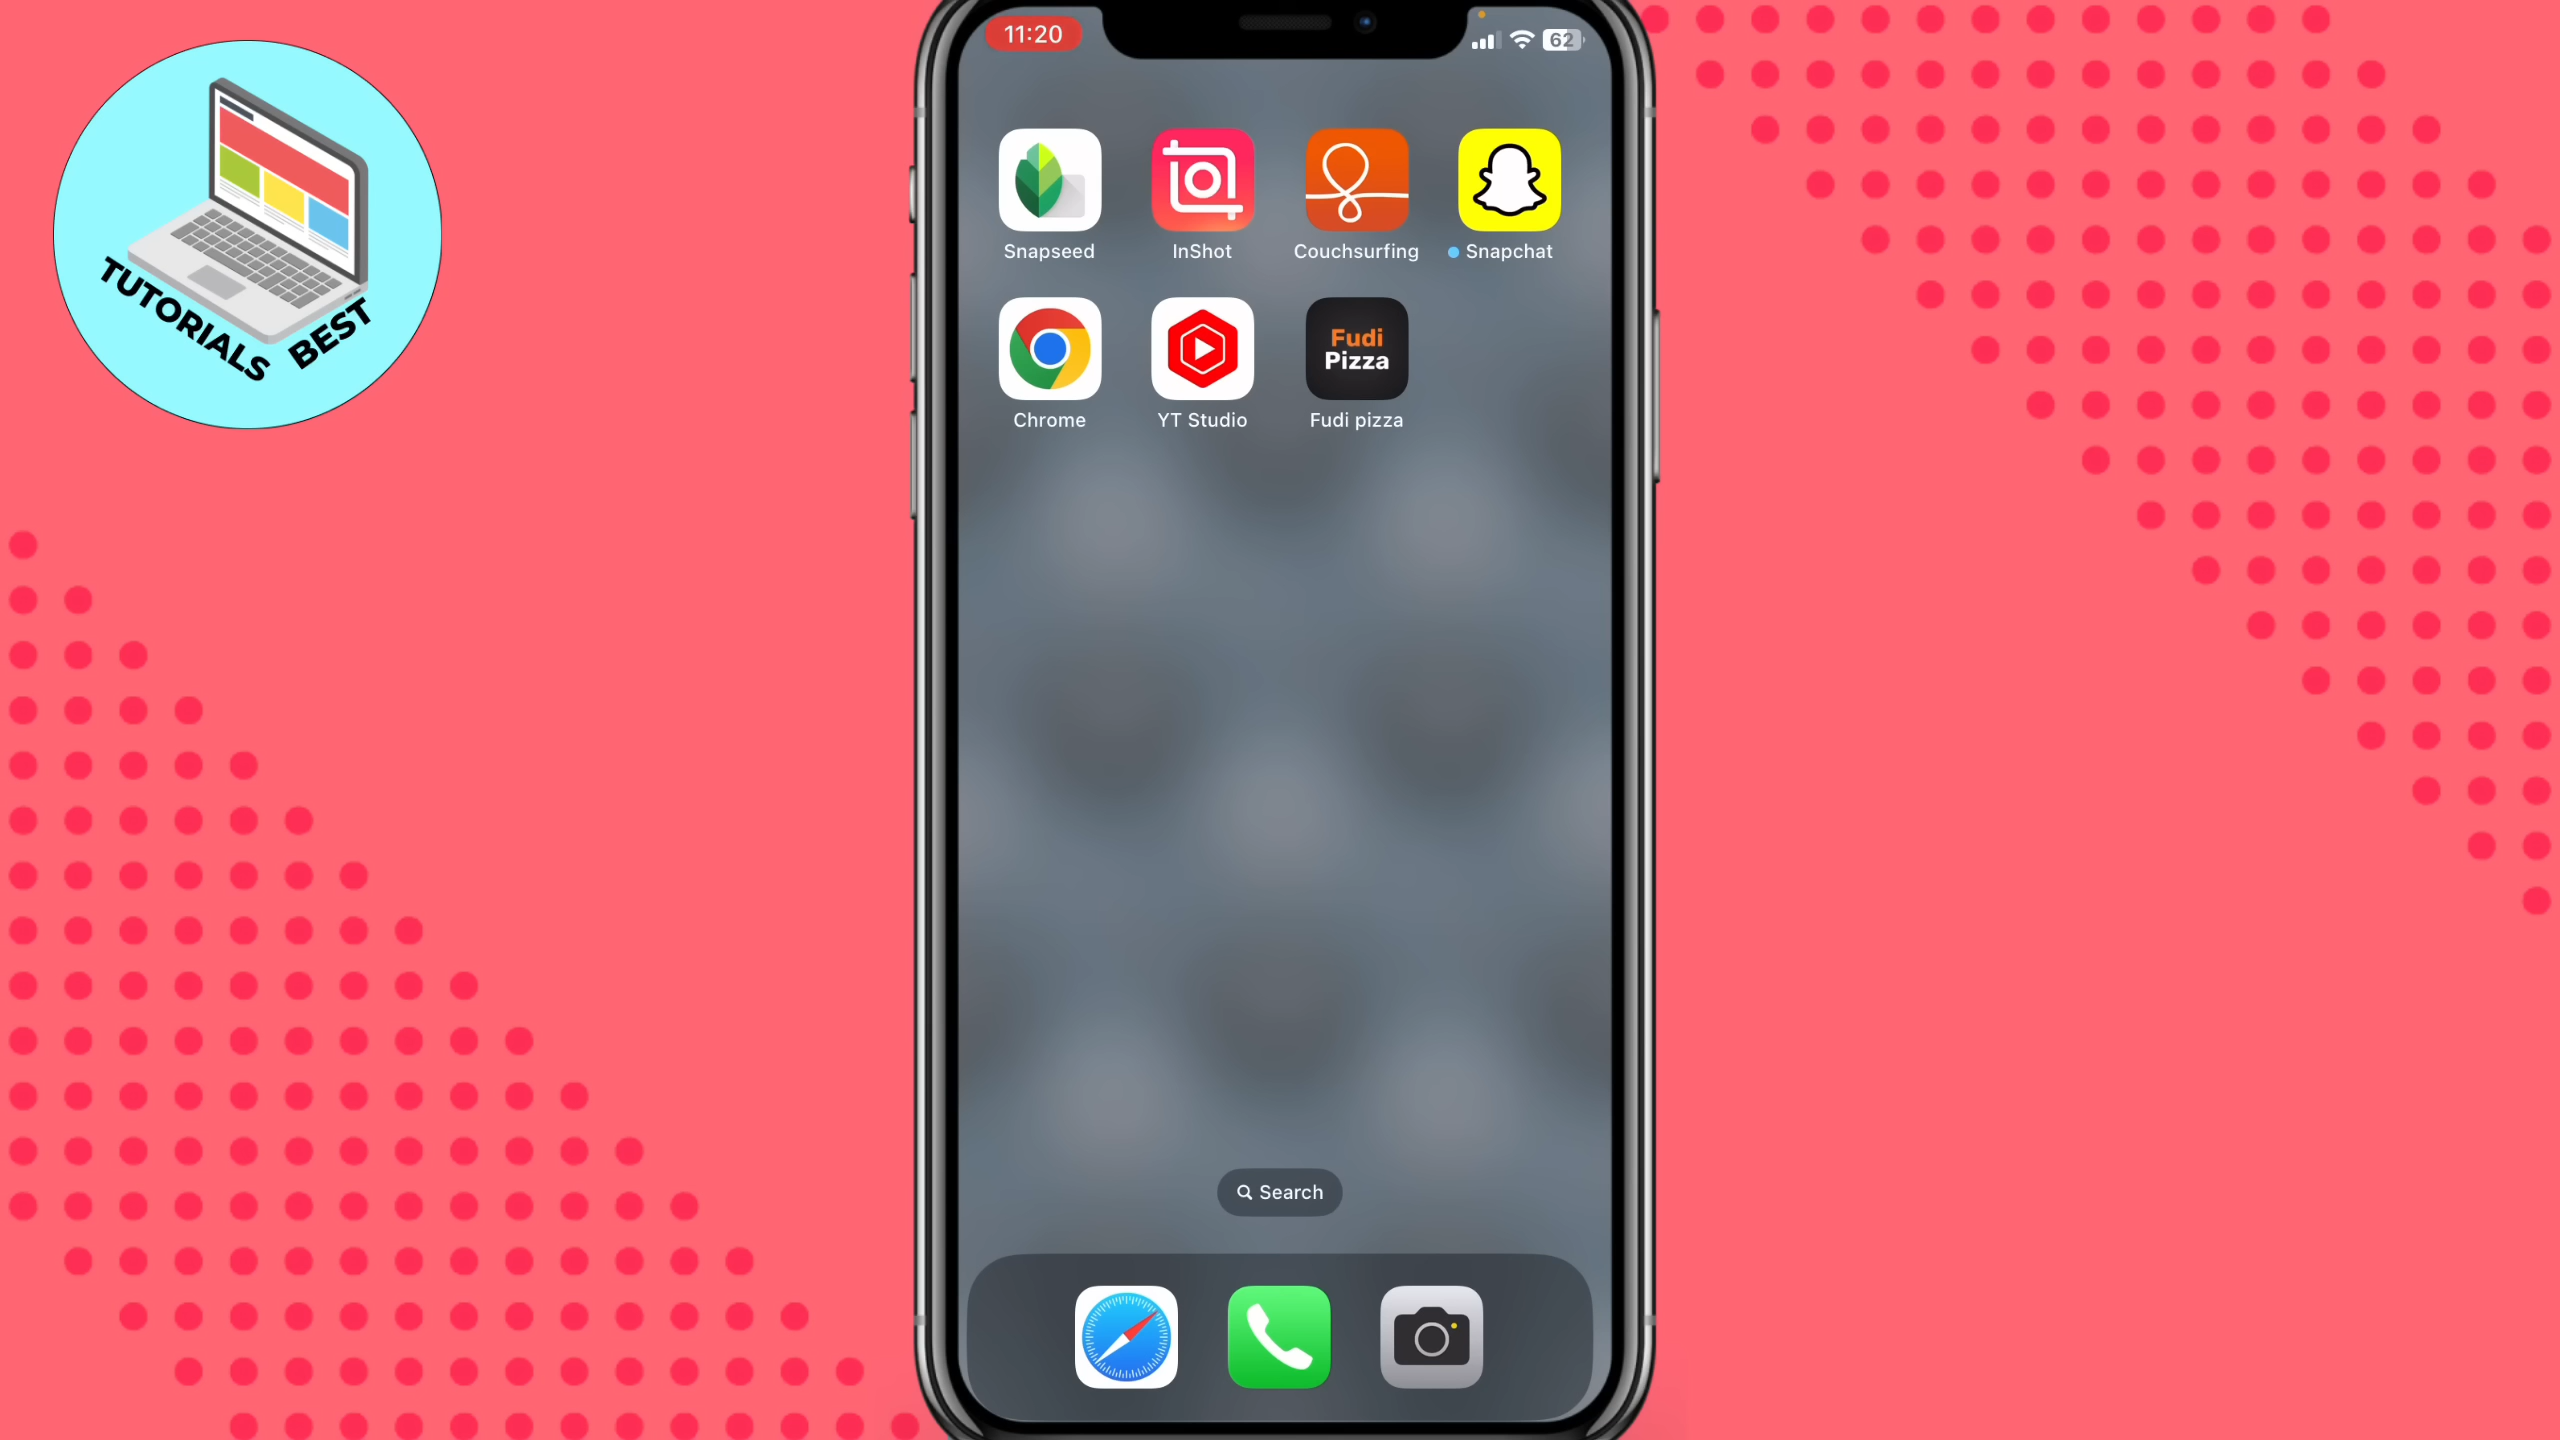 TUTORIALS BEST
11:20
62
Snapseed
InShot
Couchsurfing
Snapchat
Fudi
Pizza
Chrome
YT Studio
Fudi pizza
Search